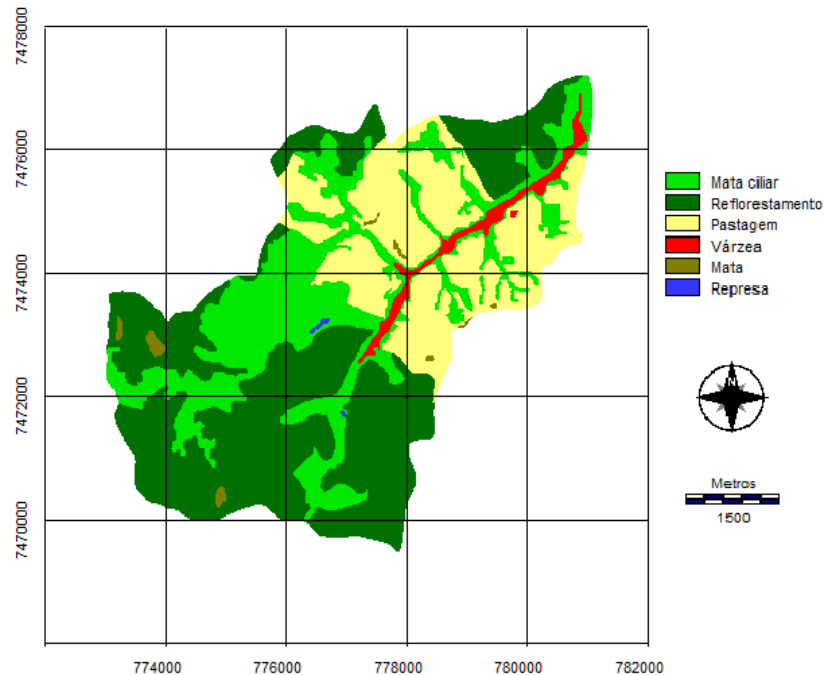 7478000
7476000
7474000
7472000
7470000
774000
776000
778000
780000
782000
Mata ciliar
Reflorestamento
Pastagem
Várzea
Mata
Represa
Metros
1500